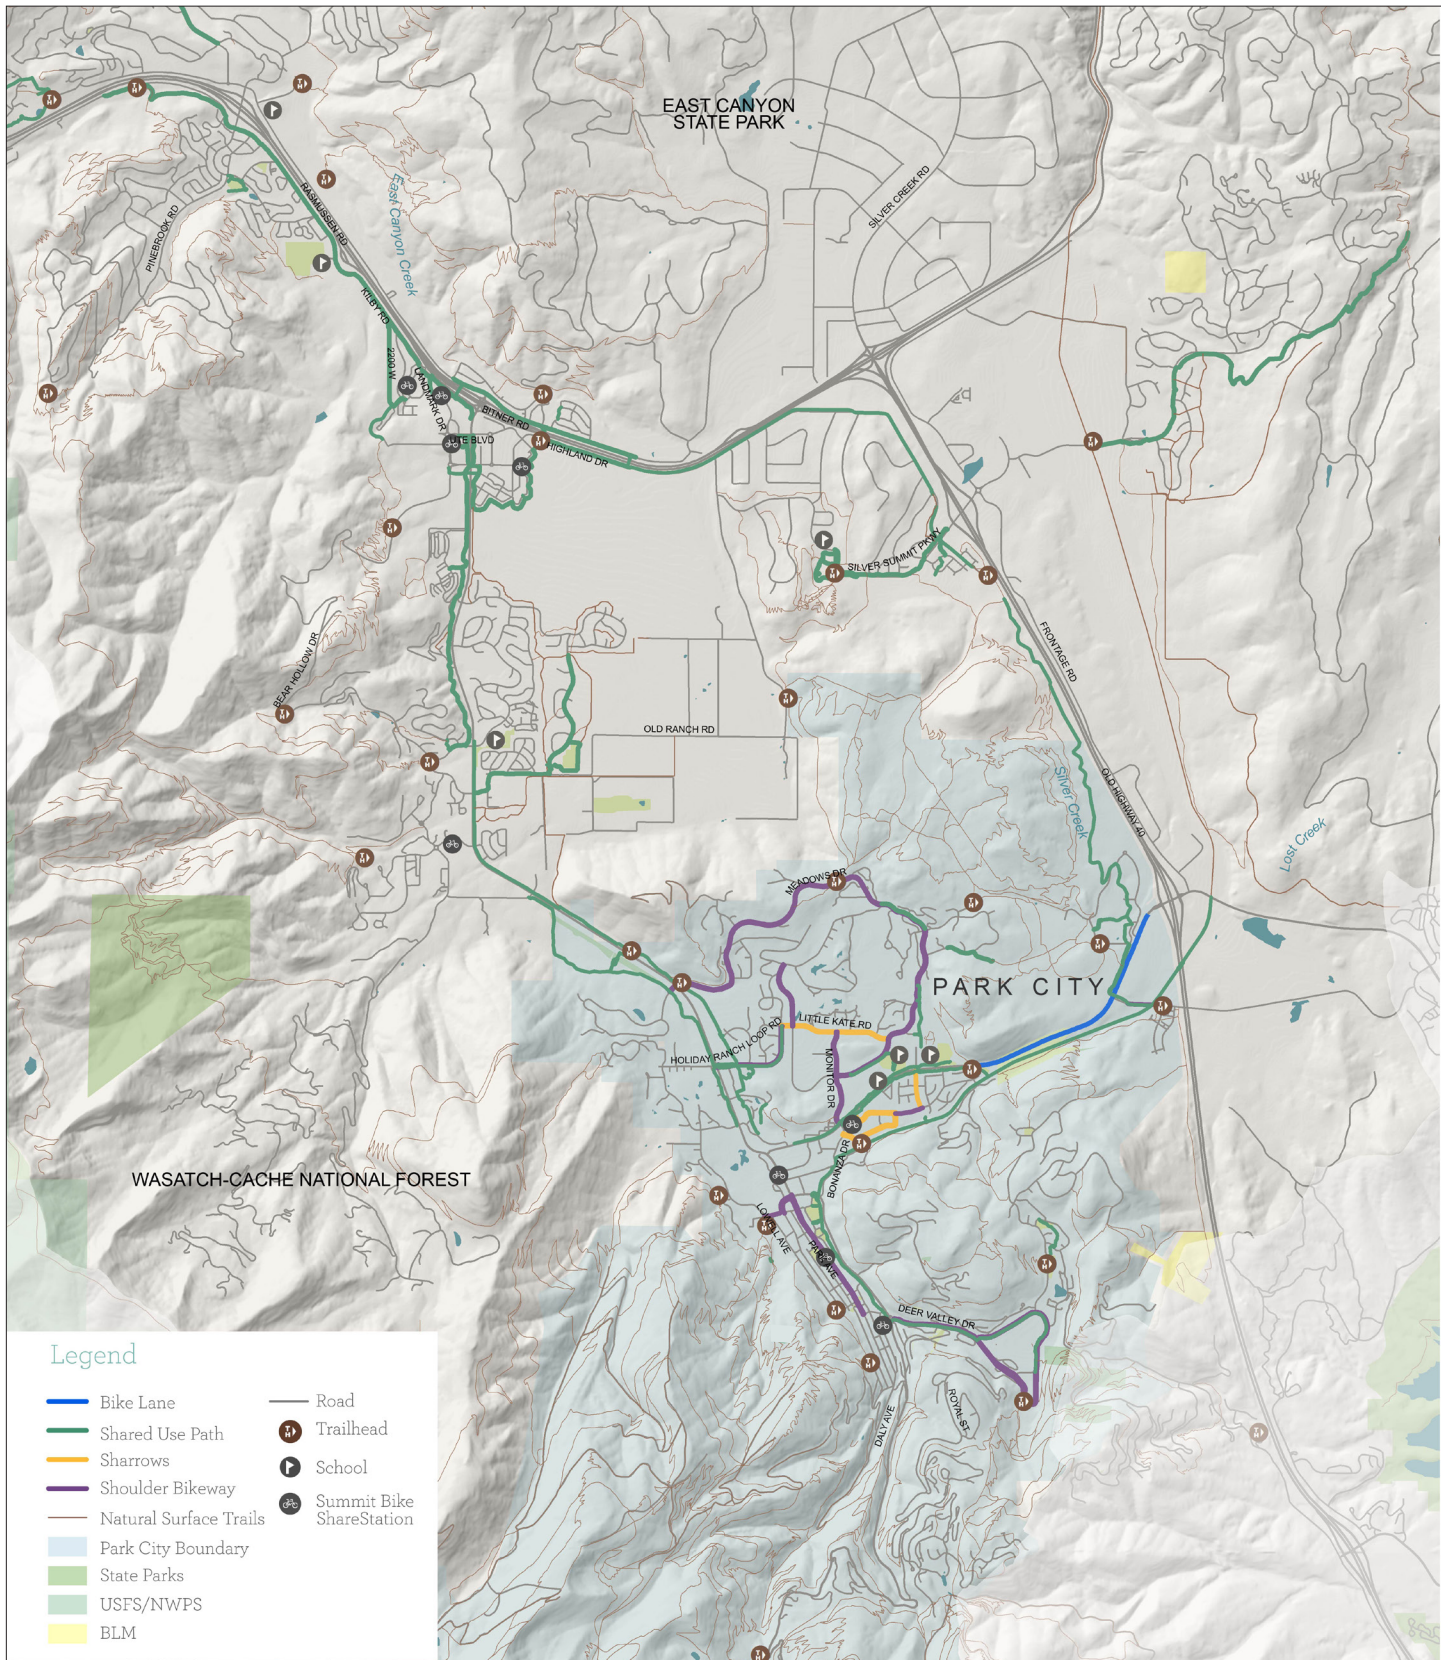 EAST CANYON
STATE PARK
SILVER CREEK RD
East Canyon Creek
RASMUSSEN RD
PINEBROOK RD
KILBY RD
2200 W
LANDMARK DR
BITNER RD
UTE BLVD
HIGHLAND DR
SILVER SUMMIT PKWY
FRONTAGE RD
BEAR HOLLOW DR
OLD RANCH RD
Silver Creek
OLD HIGHWAY 40
Lost Creek
MEADOWS DR
PARK CITY
LITTLE KATE RD
HOLIDAY RANCH LOOP RD
MONITOR DR
WASATCH-CACHE NATIONAL FOREST
BONANZA DR
LOWELL AVE
PARK AVE
DEER VALLEY DR
ROYAL ST
DALY AVE
Legend
Bike Lane
Shared Use Path
Sharrows
Shoulder Bikeway
Natural Surface Trails
Park City Boundary
State Parks
USFS/NWPS
BLM
Road
Trailhead
School
Summit Bike
ShareStation